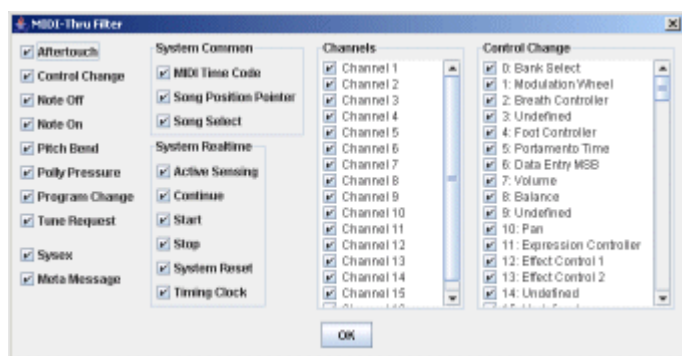 MIDI-Thru Filter
Aftertouch
Control Change
Note Off
Note On
Pitch Bend
Polly Pressure
Program Change
Tune Request
Sysex
Meta Message
System Common
MIDI Time Code
Song Position Pointer
Song Select
System Realtime
Active Sensing
Continue
Start
Stop
System Reset
Timing Clock
Channels
Channel 1
Channel 2
Channel 3
Channel 4
Channel 5
Channel 6
Channel 7
Channel 8
Channel 9
Channel 10
Channel 11
Channel 12
Channel 13
Channel 14
Channel 15
Control Change
0: Bank Select
1: Modulation Wheel
2: Breath Controller
3: Undefined
4: Foot Controller
5: Portamento Time
6: Data Entry MSB
7: Volume
8: Balance
9: Undefined
10: Pan
11: Expression Controller
12: Effect Control 1
13: Effect Control 2
14: Undefined
OK